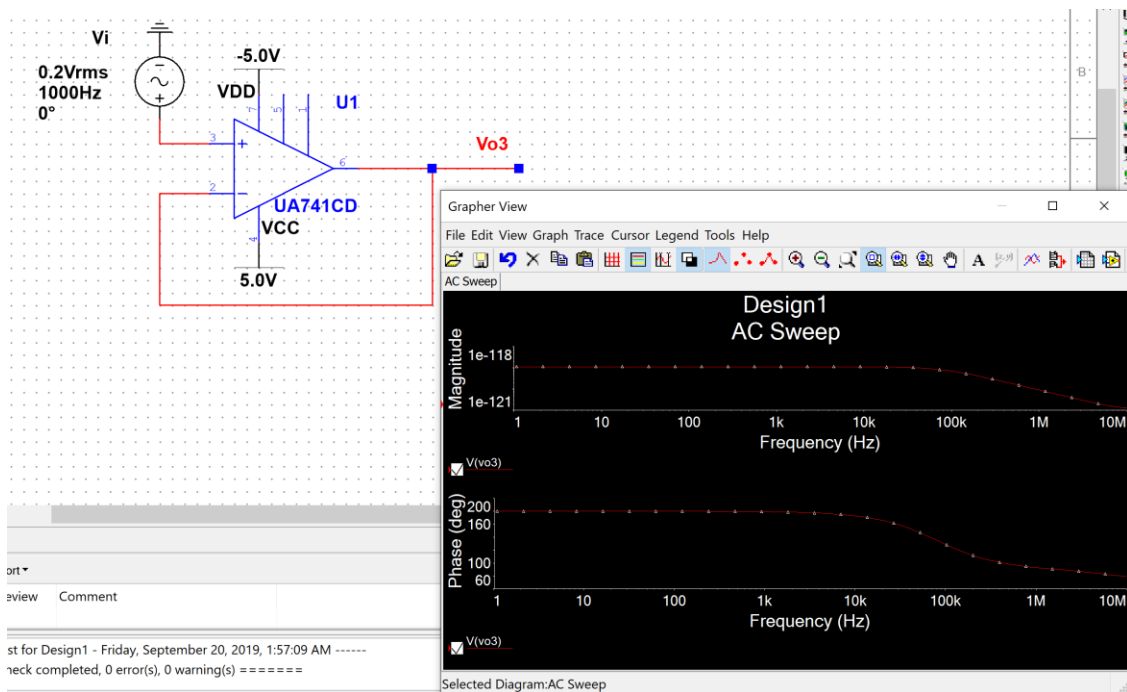 Vi
0.2Vrms
1000Hz
0°
-5.0V
VDD
7
5
1
U1
3
+
2
6
Vo3
UA741CD
VCC
4
5.0V
B
Grapher View
File Edit View Graph Trace Cursor Legend Tools Help
AC Sweep
Design1
AC Sweep
Magnitude
1e-118
1e-121
1 10 100 1k 10k 100k 1M 10M
Frequency (Hz)
V(vo3)
Phase (deg)
200
160
100
60
1 10 100 1k 10k 100k 1M 10M
Frequency (Hz)
V(vo3)
Selected Diagram:AC Sweep
ort
eview Comment
st for Design1 - Friday, September 20, 2019, 1:57:09 AM ------
heck completed, 0 error(s), 0 warning(s) =======